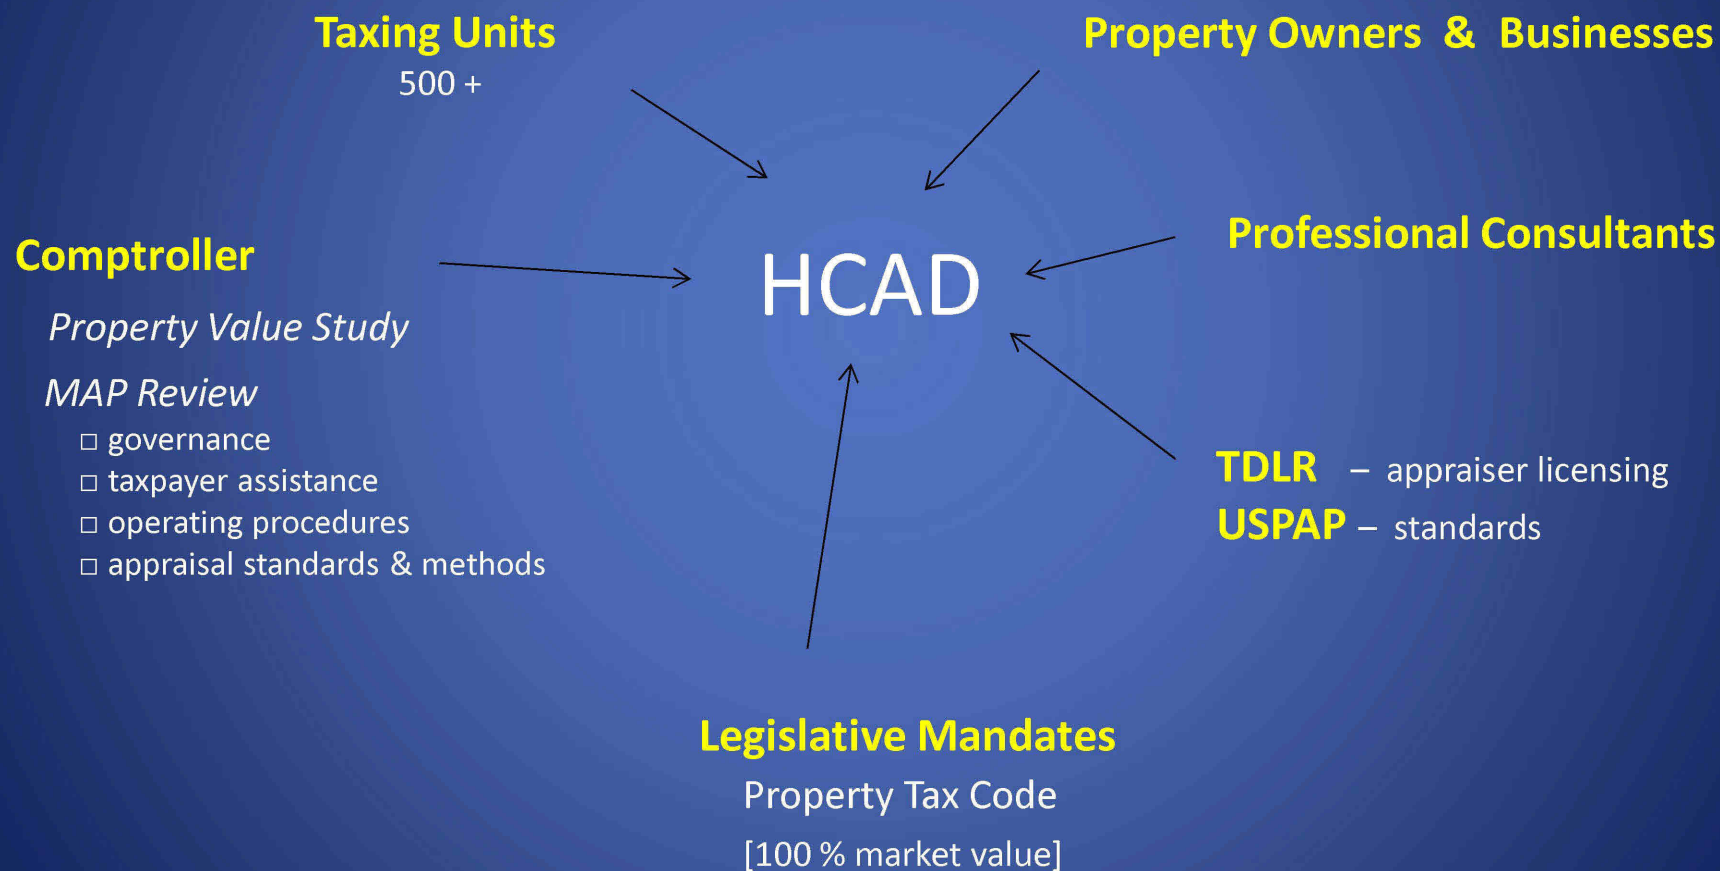 Taxing Units
500 +
Property Owners & Businesses
Comptroller
Property Value Study
MAP Review
□ governance
□ taxpayer assistance
□ operating procedures
□ appraisal standards & methods
HCAD
Professional Consultants
TDLR – appraiser licensing
USPAP – standards
Legislative Mandates
Property Tax Code
[100 % market value]